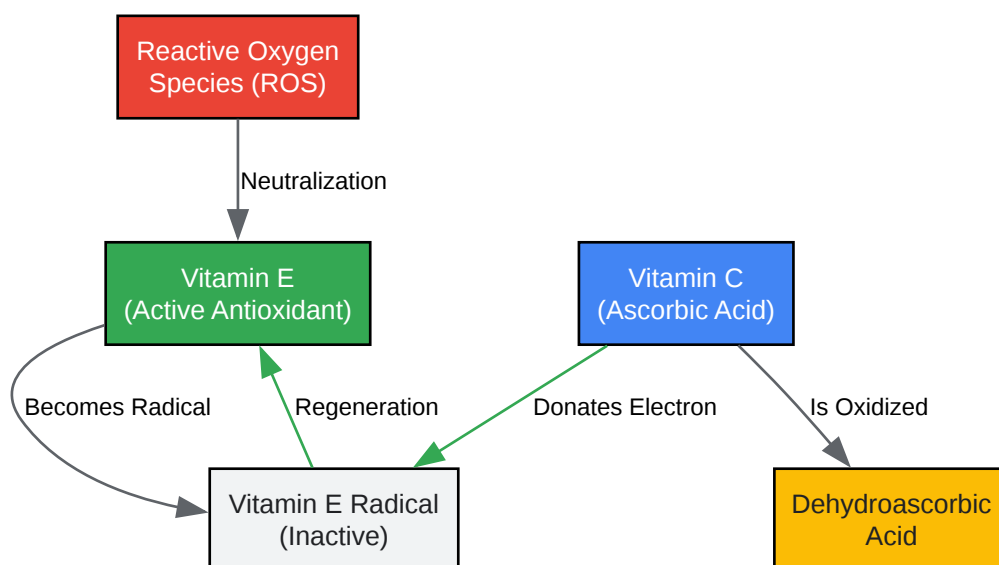 Reactive Oxygen
Species (ROS)
Neutralization
Vitamin E
(Active Antioxidant)
Vitamin C
(Ascorbic Acid)
Becomes Radical
Regeneration
Donates Electron
Is Oxidized
Vitamin E Radical
(Inactive)
Dehydroascorbic
Acid